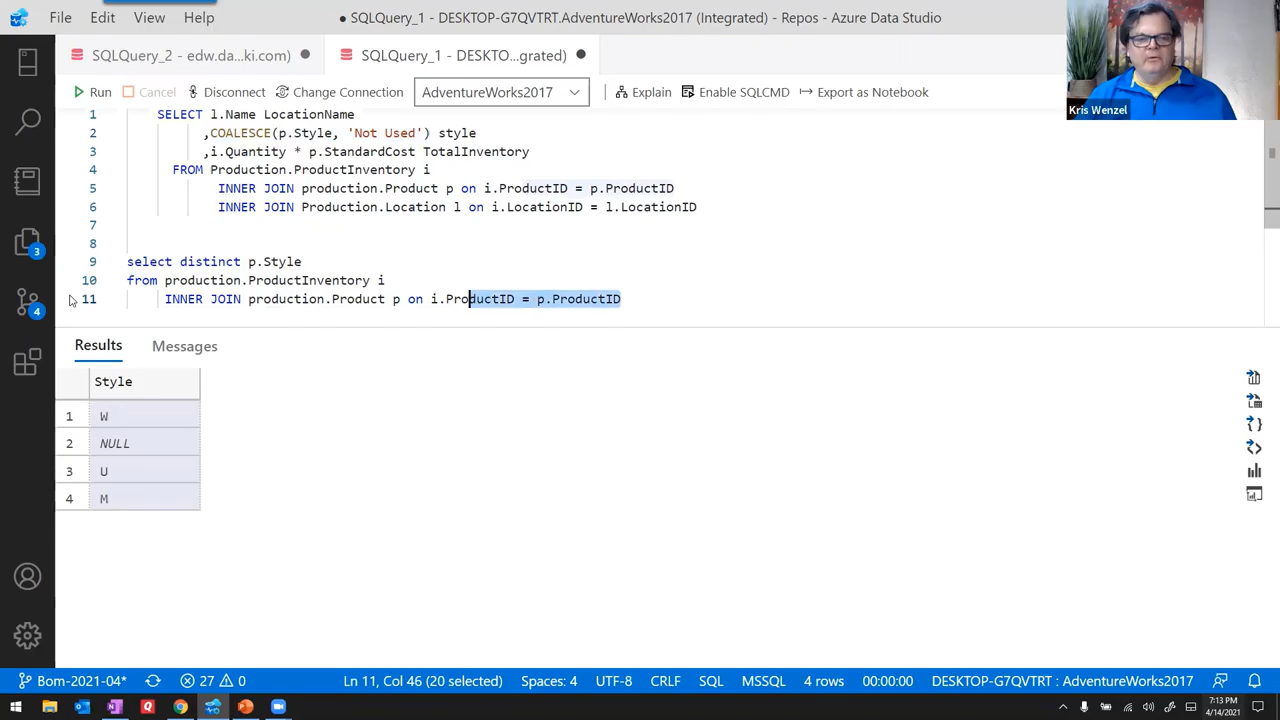 File Edit View Help ● SQLQuery_1 - DESKTOP-G7QVTRT.AdventureWorks2017 (Integrated) - Repos - Azure Data Studio
SQLQuery_2 - edw.da...ki.com) ● SQLQuery_1 - DESKTO...grated) ●
Run Cancel Disconnect Change Connection AdventureWorks2017 Explain Enable SQLCMD Export as Notebook
Kris Wenzel
1 SELECT l.Name LocationName
2 ,COALESCE(p.Style, 'Not Used') style
3 ,i.Quantity * p.StandardCost TotalInventory
4 FROM Production.ProductInventory i
5 INNER JOIN production.Product p on i.ProductID = p.ProductID
6 INNER JOIN Production.Location l on i.LocationID = l.LocationID
7
8
9 select distinct p.Style
10 from production.ProductInventory i
11 INNER JOIN production.Product p on i.ProductID = p.ProductID
3
4
Results Messages
Style
1 W
2 NULL
3 U
4 M
Bom-2021-04* 27 0 Ln 11, Col 46 (20 selected) Spaces: 4 UTF-8 CRLF SQL MSSQL 4 rows 00:00:00 DESKTOP-G7QVTRT : AdventureWorks2017
7:13 PM
4/14/2021